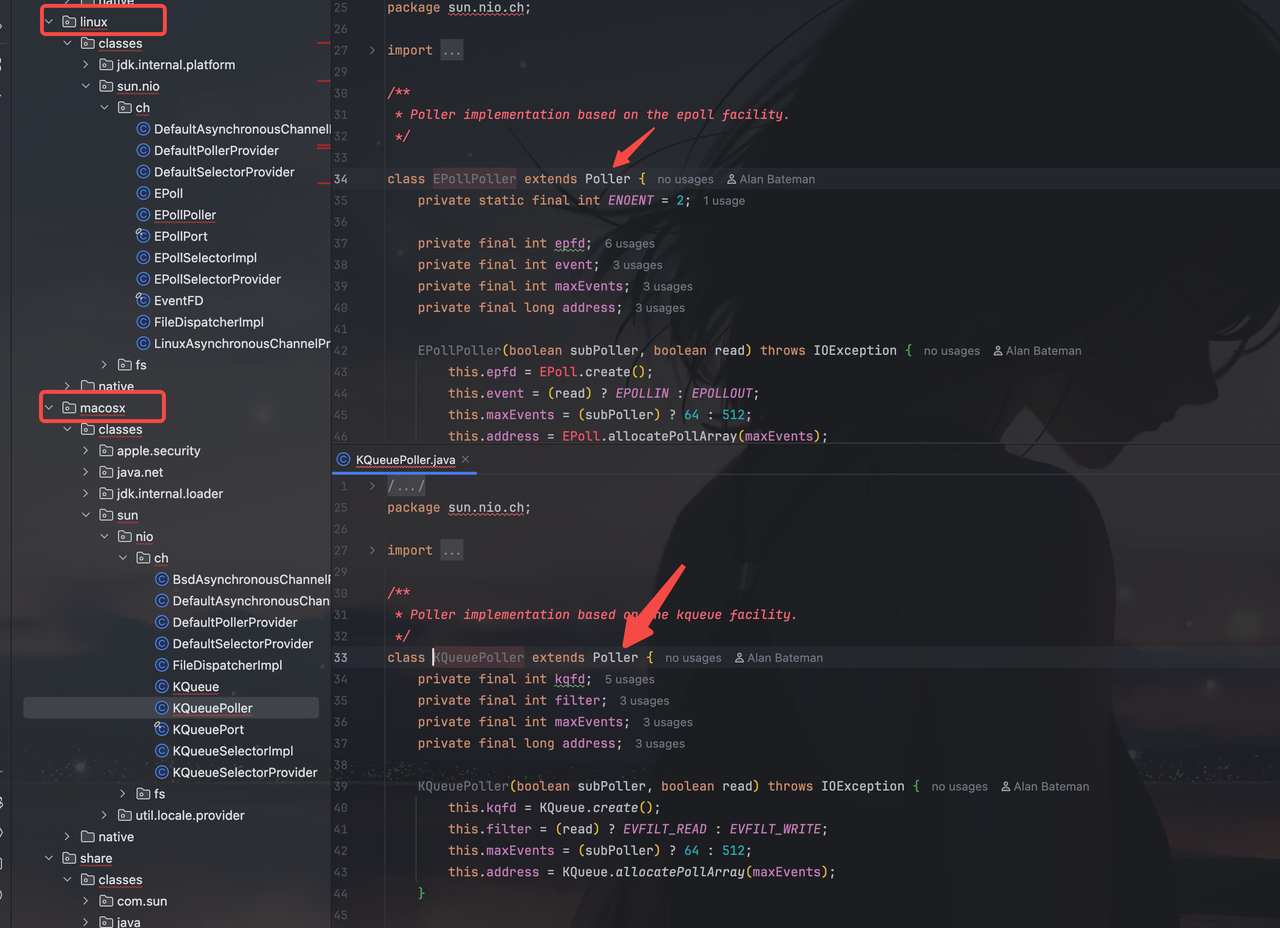 native
linux
classes
jdk.internal.platform
sun.nio
ch
DefaultAsynchronousChannel
DefaultPollerProvider
DefaultSelectorProvider
EPoll
EPollPoller
EPollPort
EPollSelectorImpl
EPollSelectorProvider
EventFD
FileDispatcherImpl
LinuxAsynchronousChannelPr
fs
native
macosx
classes
apple.security
java.net
jdk.internal.loader
sun
nio
ch
BsdAsynchronousChannel
DefaultAsynchronousChan
DefaultPollerProvider
DefaultSelectorProvider
FileDispatcherImpl
KQueue
KQueuePoller
KQueuePort
KQueueSelectorImpl
KQueueSelectorProvider
fs
util.locale.provider
native
share
classes
com.sun
java
25 package sun.nio.ch;
26
27 import ...
29
30 /**
31 * Poller implementation based on the epoll facility.
32 */
33
34 class EPollPoller extends Poller { no usages Alan Bateman
35 private static final int ENOENT = 2; 1 usage
36
37 private final int epfd; 6 usages
38 private final int event; 3 usages
39 private final int maxEvents; 3 usages
40 private final long address; 3 usages
41
42 EPollPoller(boolean subPoller, boolean read) throws IOException { no usages Alan Bateman
43 this.epfd = EPoll.create();
44 this.event = (read) ? EPOLLIN : EPOLLOUT;
45 this.maxEvents = (subPoller) ? 64 : 512;
46 this.address = EPoll.allocatePollArray(maxEvents);
KQueuePoller.java ×
1 /.../
25 package sun.nio.ch;
26
27 import ...
29
30 /**
31 * Poller implementation based on the kqueue facility.
32 */
33 class KQueuePoller extends Poller { no usages Alan Bateman
34 private final int kqfd; 5 usages
35 private final int filter; 3 usages
36 private final int maxEvents; 3 usages
37 private final long address; 3 usages
38
39 KQueuePoller(boolean subPoller, boolean read) throws IOException { no usages Alan Bateman
40 this.kqfd = KQueue.create();
41 this.filter = (read) ? EVFILT_READ : EVFILT_WRITE;
42 this.maxEvents = (subPoller) ? 64 : 512;
43 this.address = KQueue.allocatePollArray(maxEvents);
44 }
45